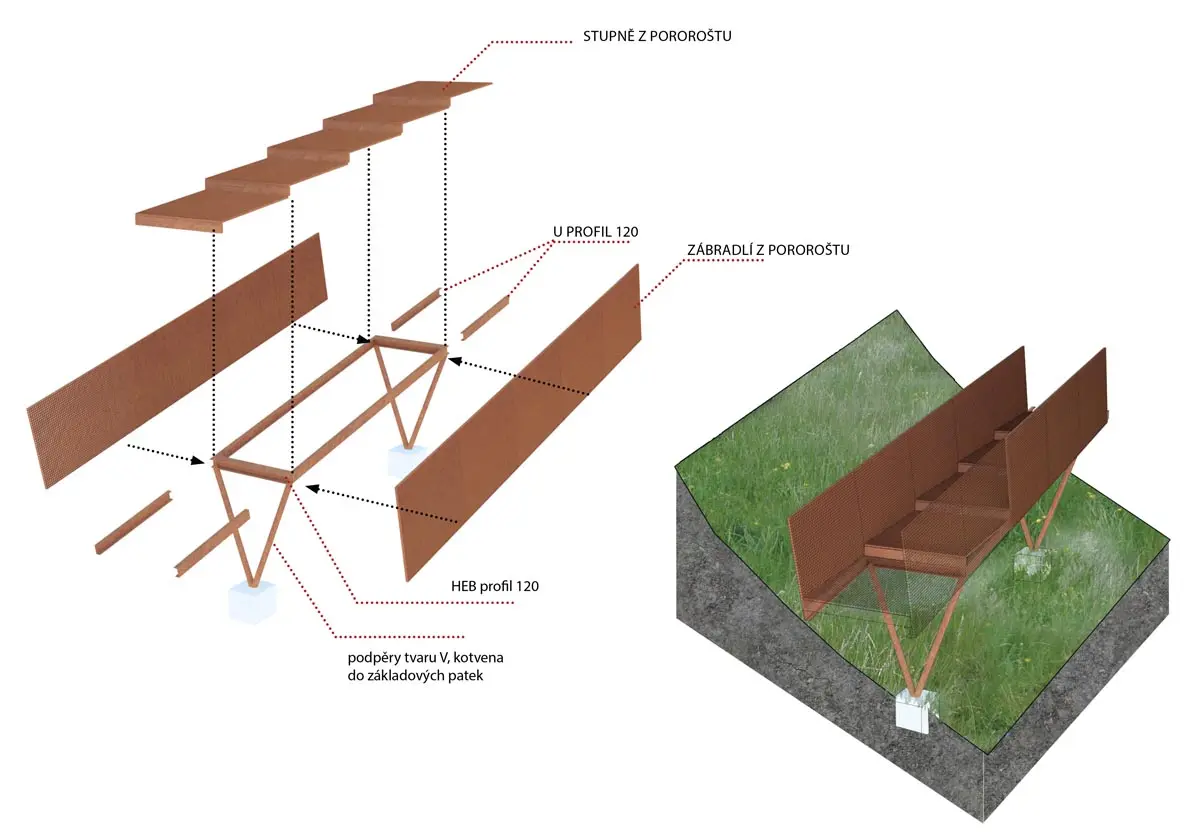 STUPNĚ Z POROROŠTU
U PROFIL 120
ZÁBRADLÍ Z POROROŠTU
HEB profil 120
podpěry tvaru V, kotvena
do základových patek